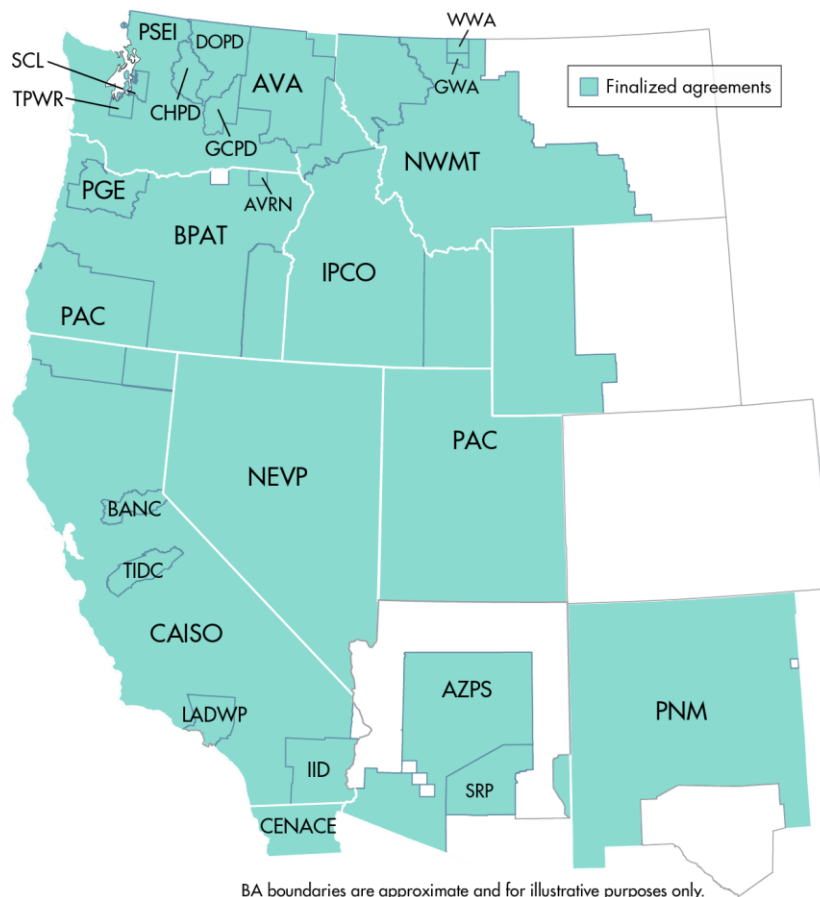 WWA
PSEI
DOPD
SCL
AVA
GWA
Finalized agreements
TPWR
CHPD
GCPD
NWMT
PGE
AVRN
BPAT
IPCO
PAC
PAC
NEVP
BANC
TIDC
CAISO
AZPS
LADWP
PNM
IID
SRP
CENACE
BA boundaries are approximate and for illustrative purposes only.